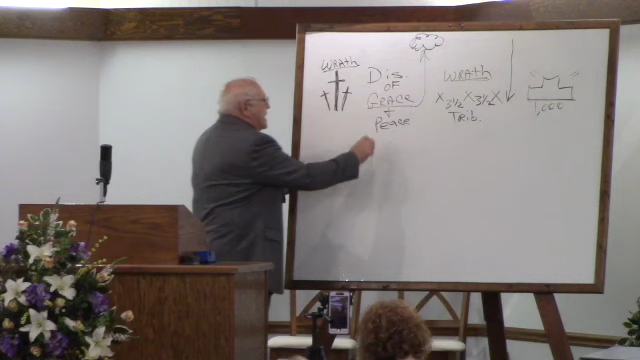 WRATH
Dis.
OF
GRACE
+
PEACE
WRATH
X 3½ X 3½ X
TRIB.
1,000